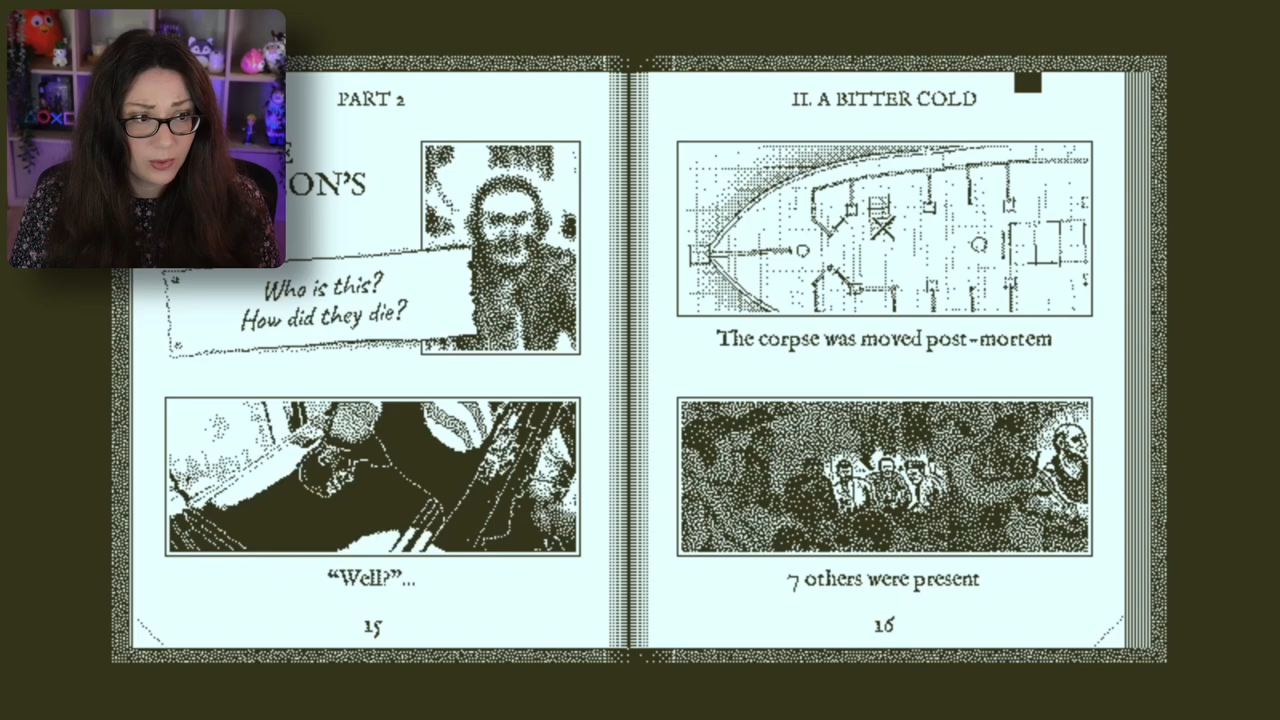 PART 2
ON'S
Who is this?
How did they die?
"Well?"...
15
II. A BITTER COLD
The corpse was moved post-mortem
7 others were present
16